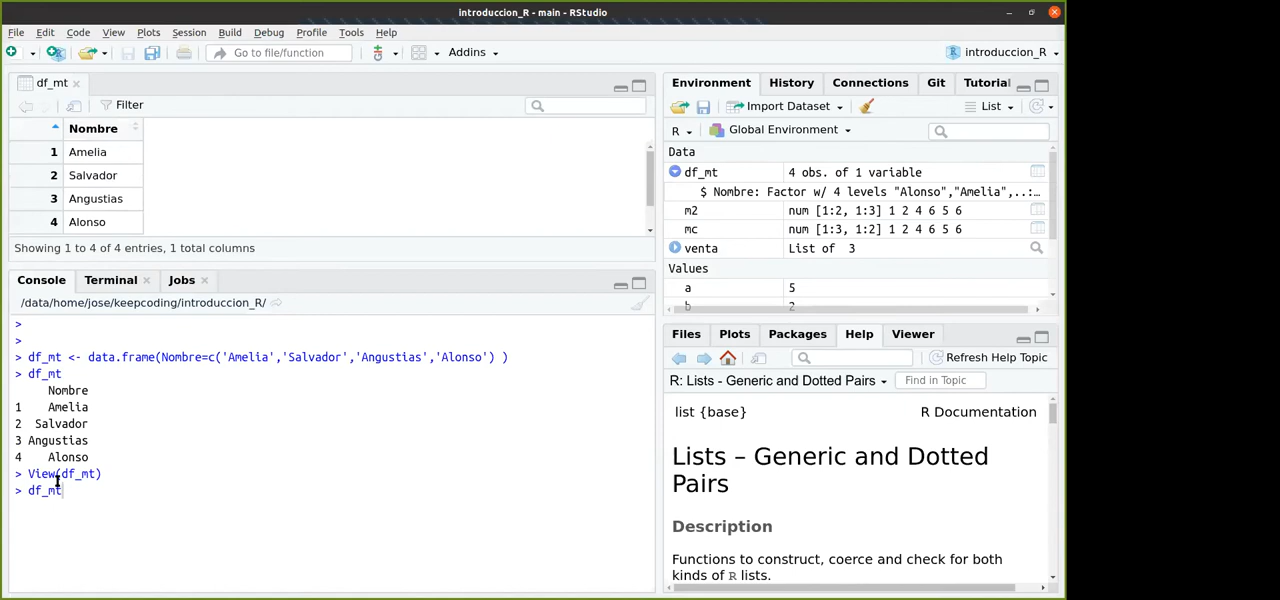 introduccion_R - main - RStudio
File Edit Code View Plots Session Build Debug Profile Tools Help
Go to file/function Addins introduccion_R
df_mt
Filter
Nombre
1 Amelia
2 Salvador
3 Angustias
4 Alonso
Showing 1 to 4 of 4 entries, 1 total columns
Console Terminal Jobs
/data/home/jose/keepcoding/introduccion_R/
>
>
> df_mt <- data.frame(Nombre=c('Amelia','Salvador','Angustias','Alonso') )
> df_mt
Nombre
1 Amelia
2 Salvador
3 Angustias
4 Alonso
> View(df_mt)
> df_mt
Environment History Connections Git Tutorial
Import Dataset List
R Global Environment
Data
df_mt 4 obs. of 1 variable
$ Nombre: Factor w/ 4 levels "Alonso","Amelia",..:…
m2 num [1:2, 1:3] 1 2 4 6 5 6
mc num [1:3, 1:2] 1 2 4 6 5 6
venta List of 3
Values
a 5
b 2
Files Plots Packages Help Viewer
Refresh Help Topic
R: Lists - Generic and Dotted Pairs Find in Topic
list {base} R Documentation
Lists – Generic and Dotted
Pairs
Description
Functions to construct, coerce and check for both
kinds of R lists.